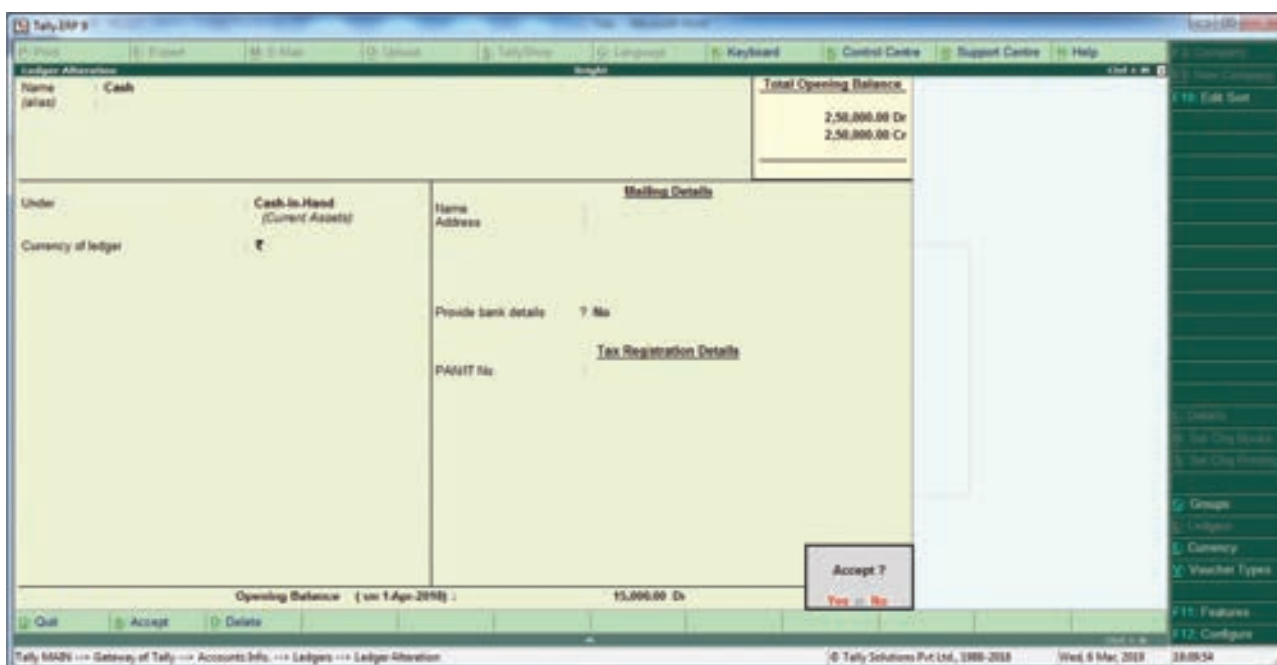 Tally.ERP 9
P: Print E: Export M: E-Mail O: Upload S: TallyShop G: Language K: Keyboard K: Control Centre H: Support Centre H: Help
Ledger Alteration Ctrl + M
Name : Cash
(alias) :
Total Opening Balance
2,50,000.00 Dr
2,50,000.00 Cr
F10: Edit Sort
Under : Cash-in-Hand
(Current Assets)
Currency of ledger : ₹
Mailing Details
Name :
Address :
Provide bank details ? No
Tax Registration Details
PAN/IT No :
G: Groups
L: Ledgers
E: Currency
V: Voucher Types
F11: Features
F12: Configure
Accept ?
Yes or No
Opening Balance ( on 1-Apr-2018) : 15,000.00 Dr
Q: Quit A: Accept D: Delete
Tally MAIN --> Gateway of Tally --> Accounts Info. --> Ledgers --> Ledger Alteration © Tally Solutions Pvt Ltd., 1988-2018 Wed, 6 Mar, 2019 18:09:54